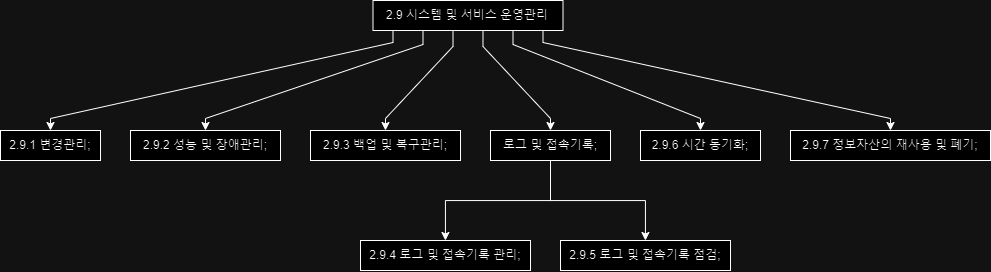 2.9 시스템 및 서비스 운영관리
2.9.1 변경관리;
2.9.2 성능 및 장애관리;
2.9.3 백업 및 복구관리;
로그 및 접속기록;
2.9.6 시간 동기화;
2.9.7 정보자산의 재사용 및 폐기;
2.9.4 로그 및 접속기록 관리;
2.9.5 로그 및 접속기록 점검;